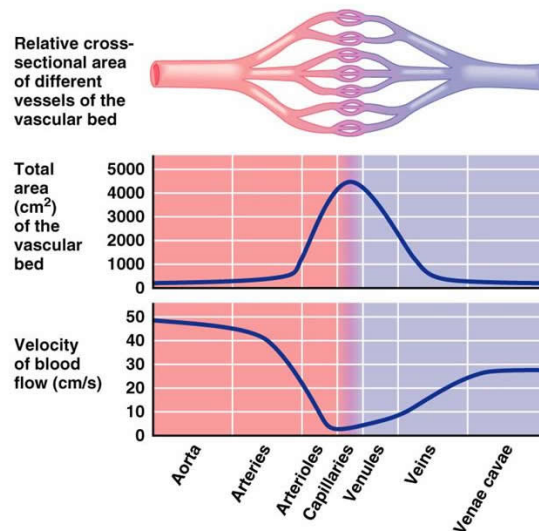 Relative cross-
sectional area
of different
vessels of the
vascular bed
Total
area
(cm²)
of the
vascular
bed
5000
4000
3000
2000
1000
0
Velocity
of blood
flow (cm/s)
50
40
30
20
10
0
Aorta
Arteries
Arterioles
Capillaries
Venules
Veins
Venae cavae